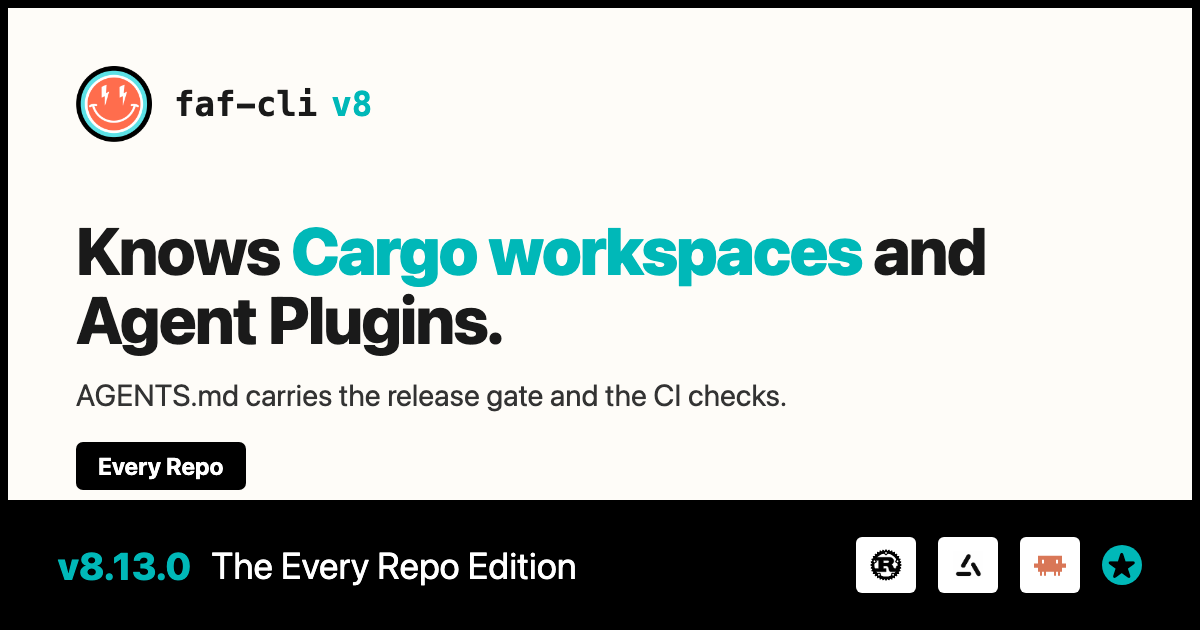 faf-cli v8
Knows Cargo workspaces and
Agent Plugins.
AGENTS.md carries the release gate and the CI checks.
Every Repo
v8.13.0 The Every Repo Edition
R